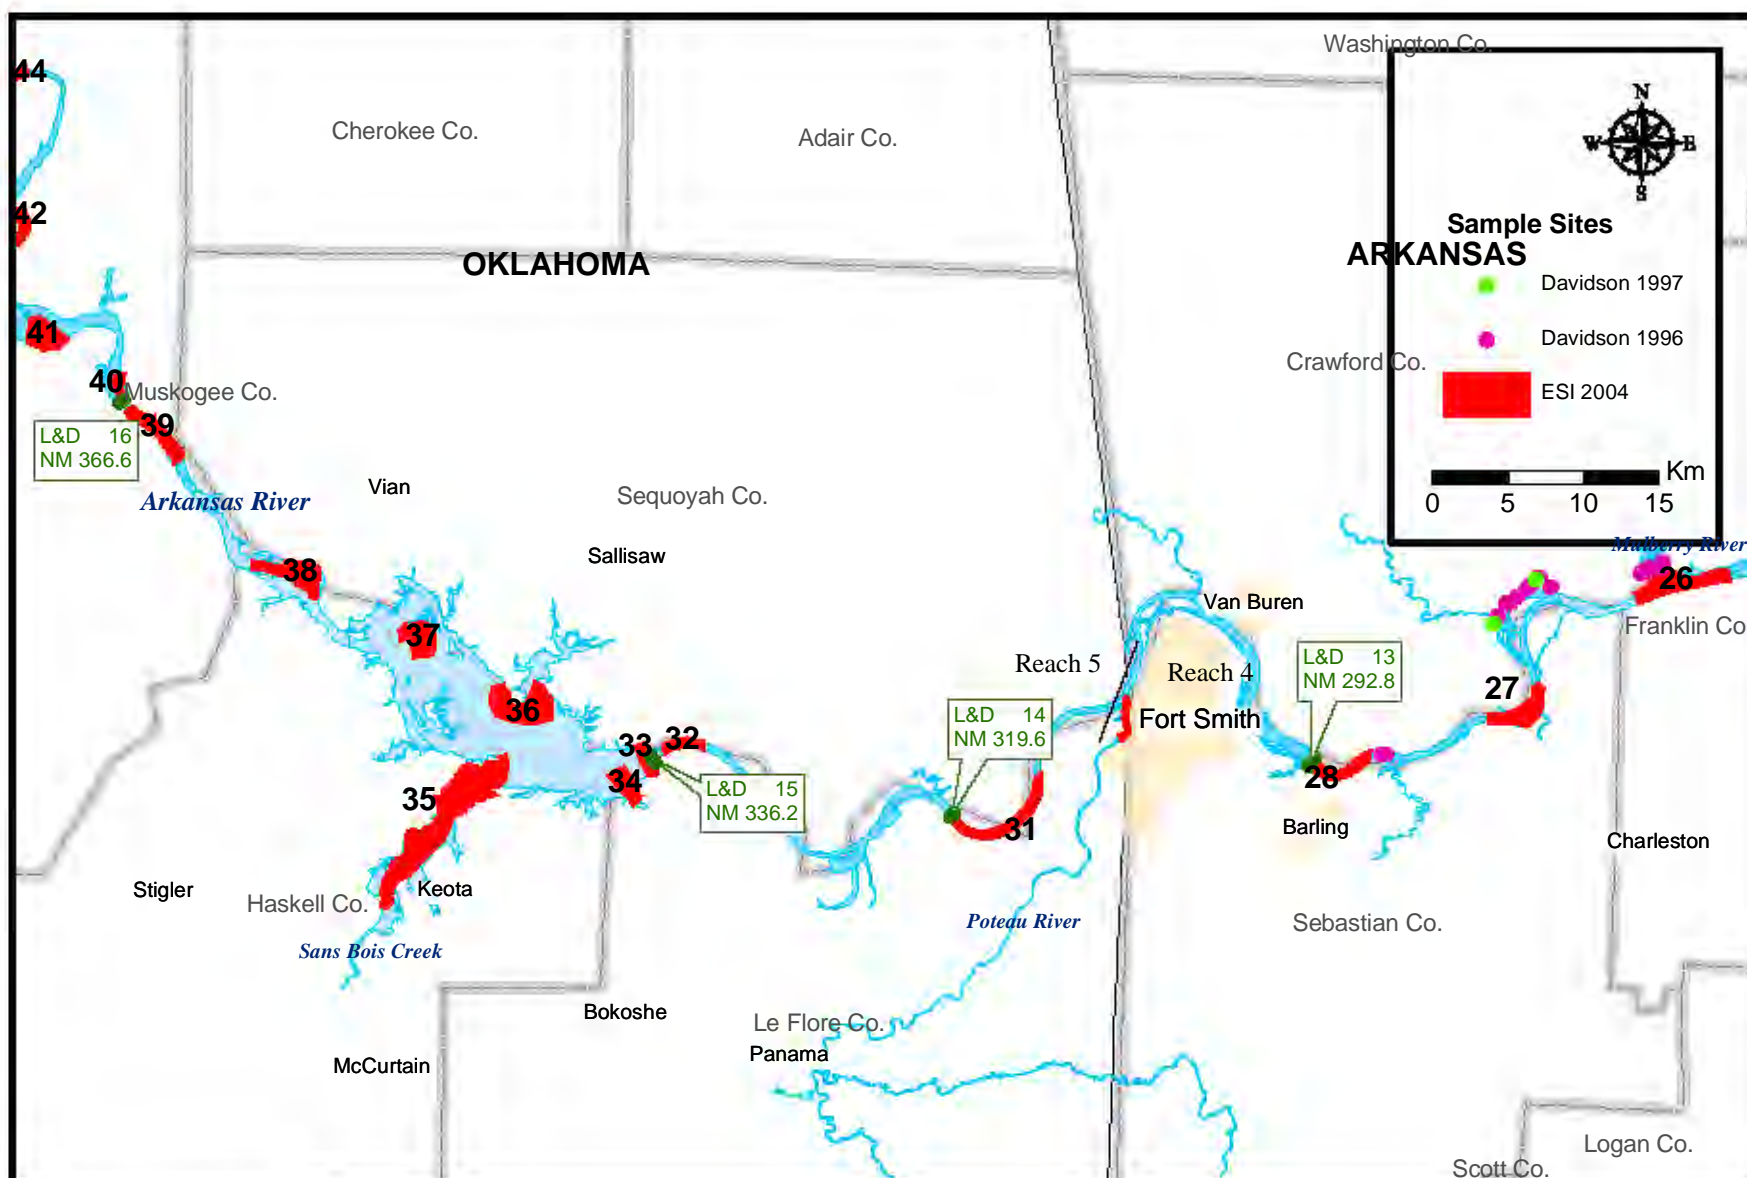 Washington Co.
44
N
Cherokee Co.
Adair Co.
W E
S
42
Sample Sites
OKLAHOMA
ARKANSAS
Davidson 1997
41
Davidson 1996
Crawford Co.
40
Muskogee Co.
ESI 2004
39
L&D 16
NM 366.6
Km
Vian
Arkansas River
Sequoyah Co.
0 5 10 15
Mulberry River
Sallisaw
38
26
Van Buren
Franklin Co
37
Reach 5
Reach 4
L&D 13
NM 292.8
27
36
Fort Smith
L&D 14
NM 319.6
33
32
34
28
35
L&D 15
NM 336.2
31
Barling
Charleston
Stigler
Keota
Haskell Co.
Poteau River
Sebastian Co.
Sans Bois Creek
Bokoshe
Le Flore Co.
Panama
McCurtain
Logan Co.
Scott Co.